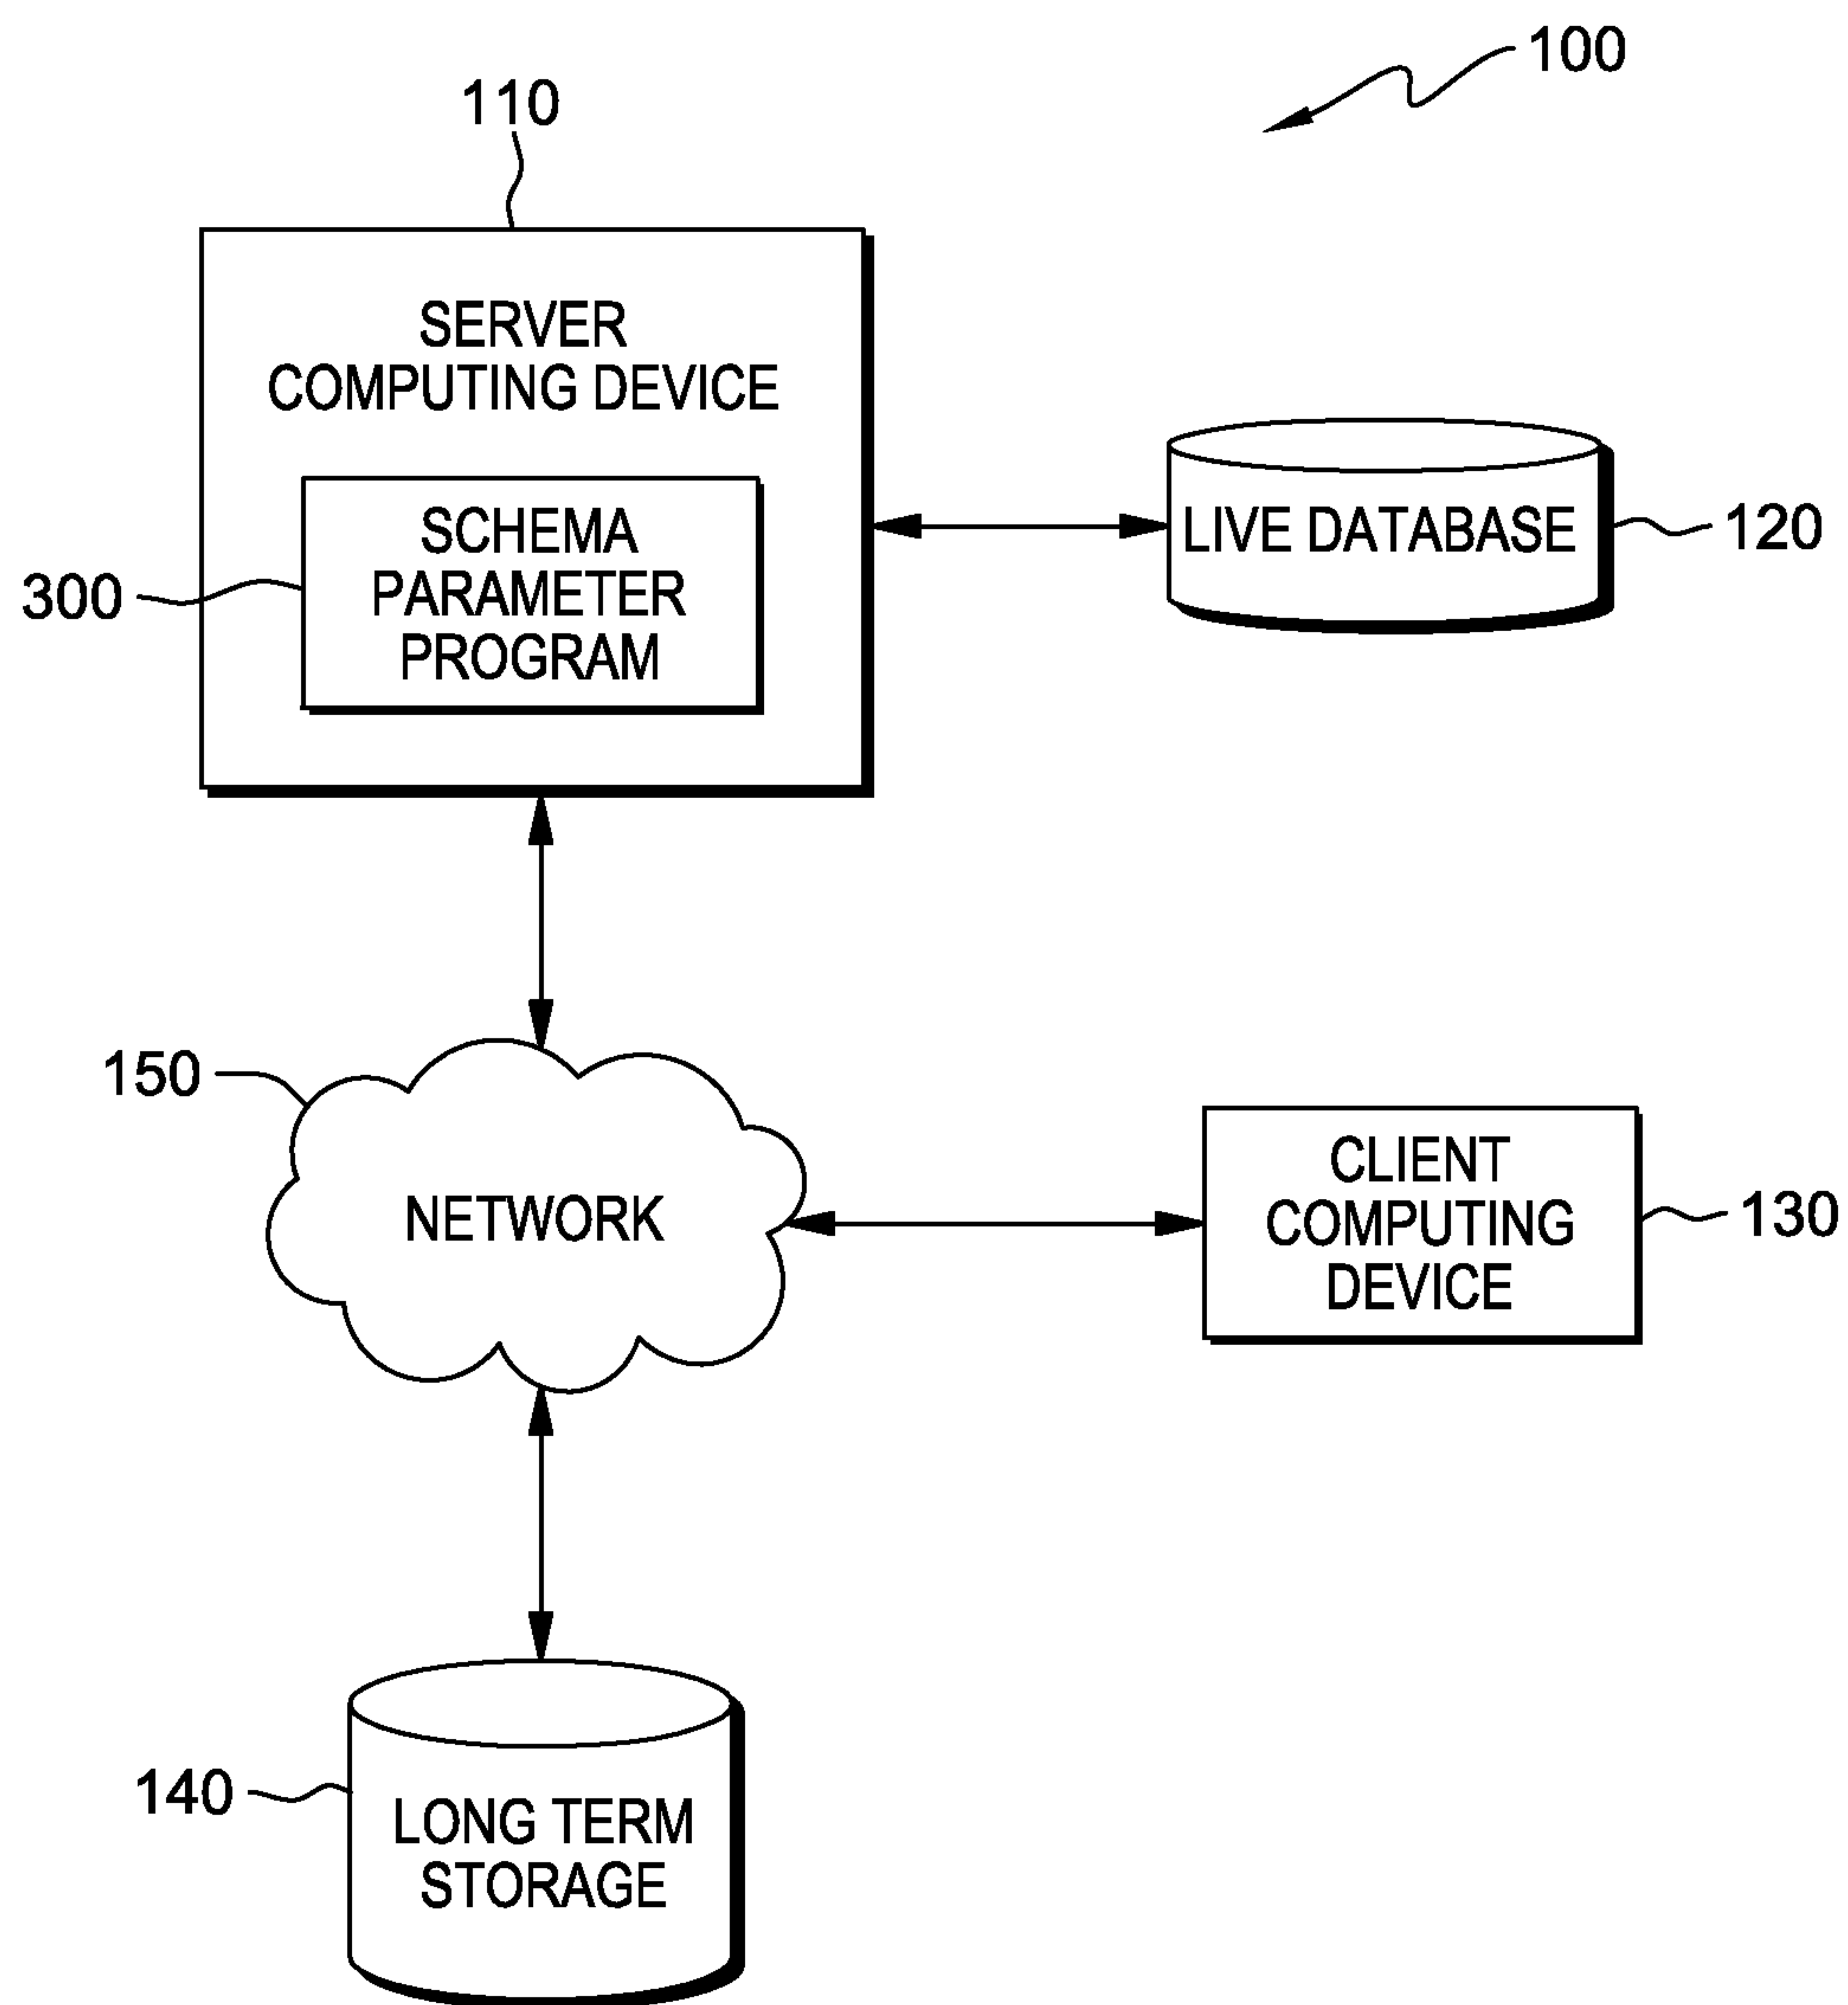 100
110
SERVER
COMPUTING DEVICE
SCHEMA
PARAMETER
PROGRAM
300
LIVE DATABASE
120
150
NETWORK
CLIENT
COMPUTING
DEVICE
130
140
LONG TERM
STORAGE